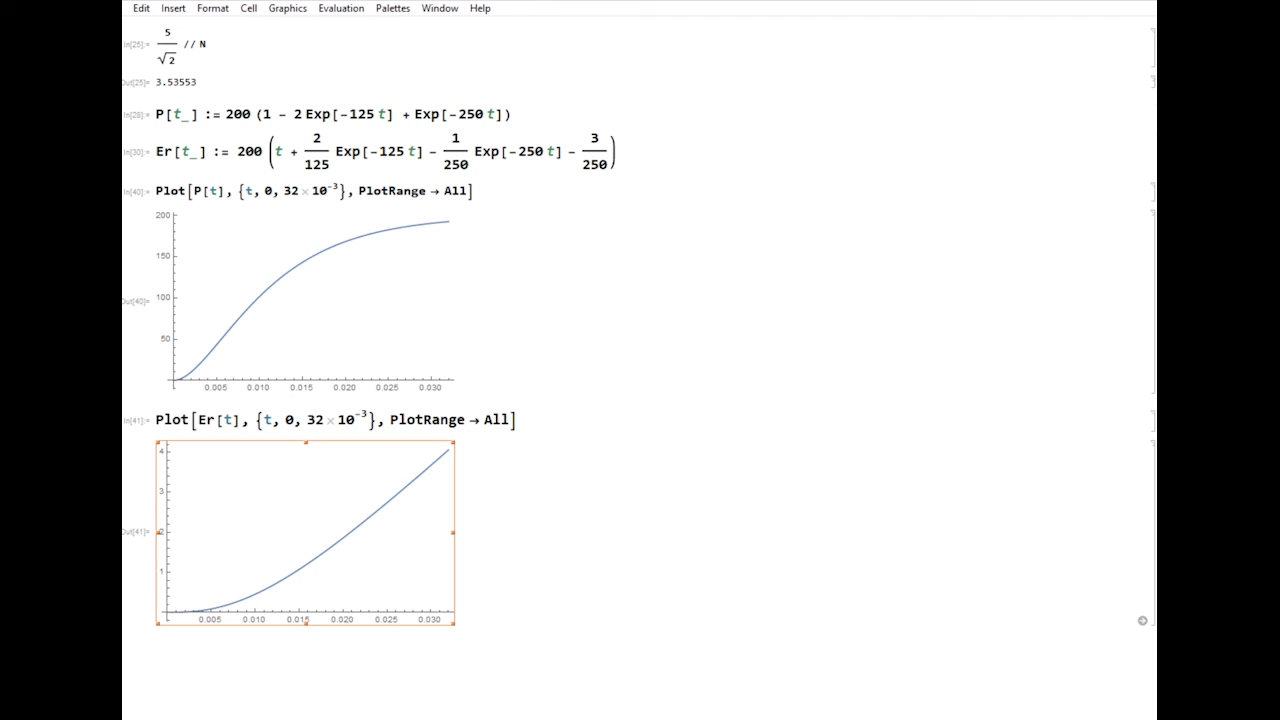 Edit Insert Format Cell Graphics Evaluation Palettes Window Help
In[25]:= 5/√2 // N
Out[25]= 3.53553
In[28]:= P[t_] := 200 (1 - 2 Exp[-125 t] + Exp[-250 t])
In[30]:= Er[t_] := 200 (t + 2/125 Exp[-125 t] - 1/250 Exp[-250 t] - 3/250)
In[40]:= Plot[P[t], {t, 0, 32 × 10^-3}, PlotRange → All]
200
150
Out[40]=
100
50
0.005 0.010 0.015 0.020 0.025 0.030
In[41]:= Plot[Er[t], {t, 0, 32 × 10^-3}, PlotRange → All]
4
3
Out[41]= 2
1
0.005 0.010 0.015 0.020 0.025 0.030